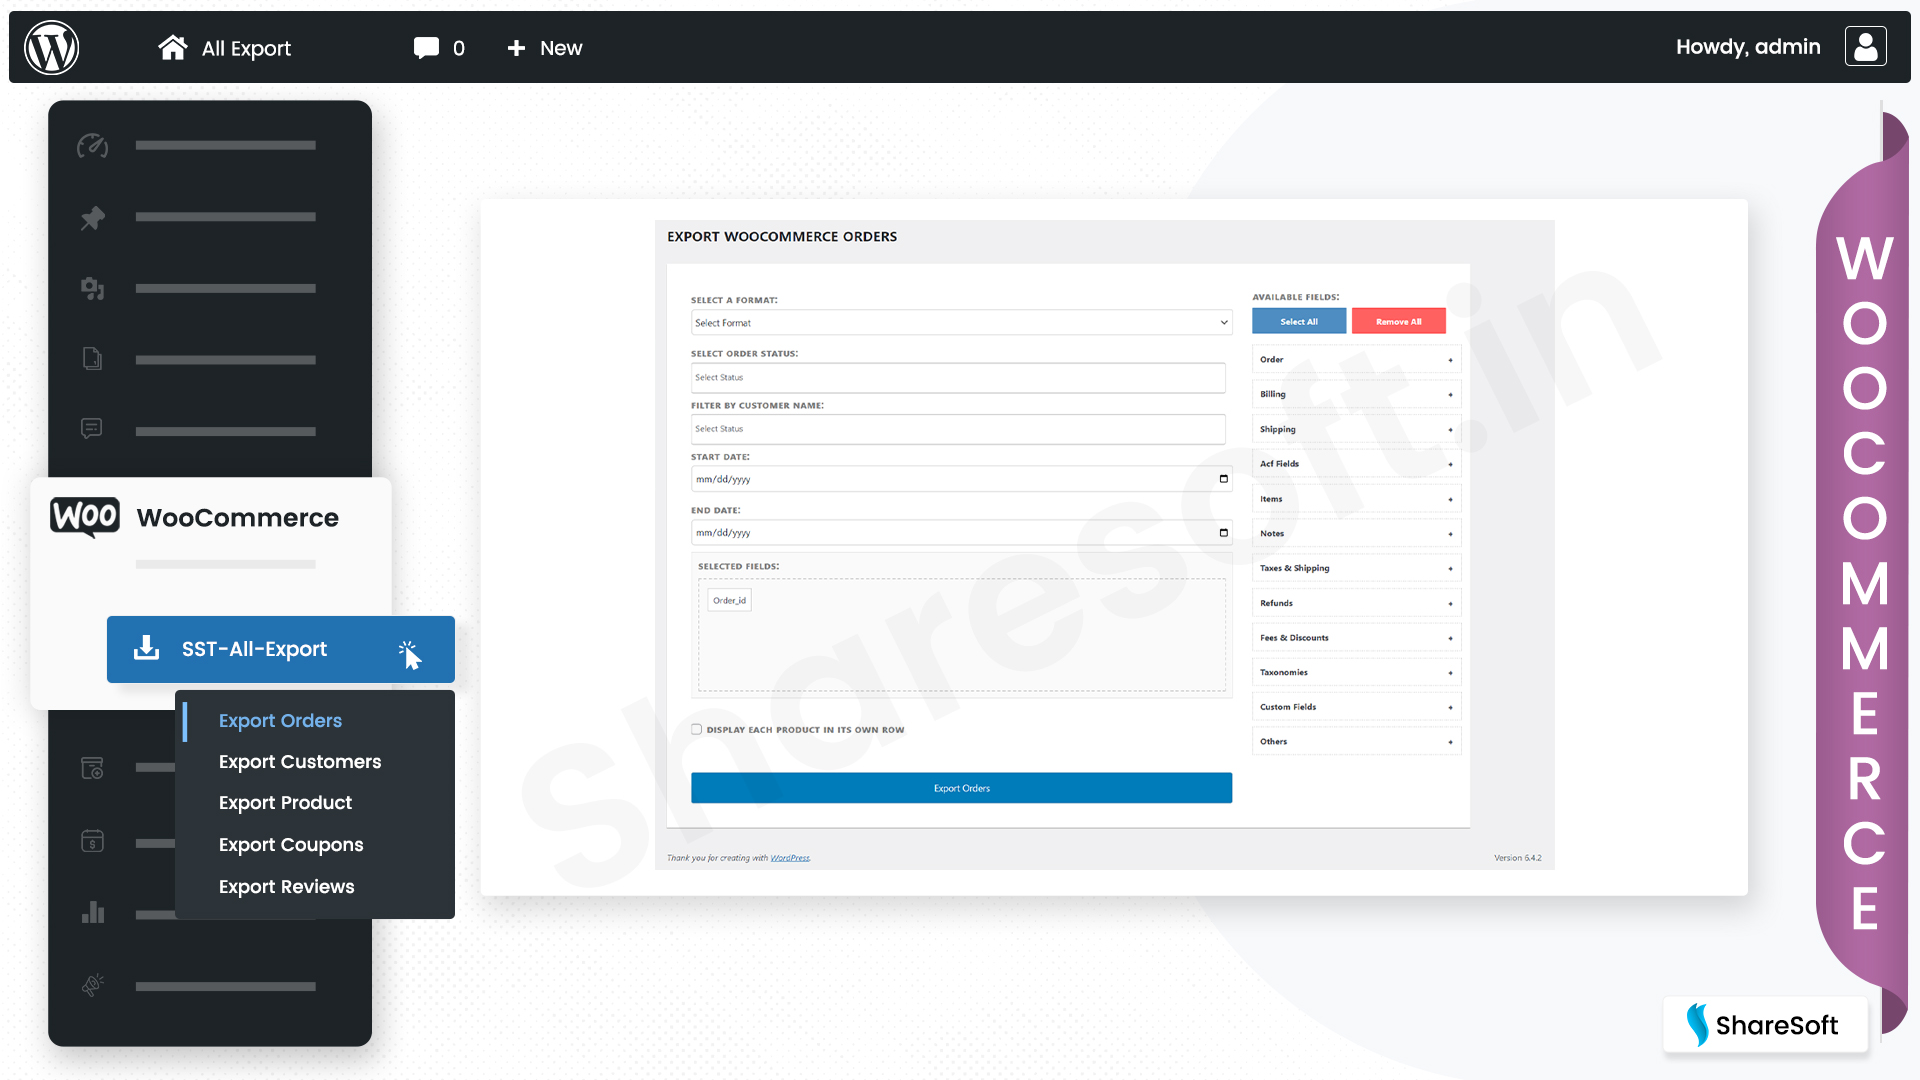 All Export
0
New
Howdy, admin
WOO WooCommerce
SST-All-Export
Export Orders
Export Customers
Export Product
Export Coupons
Export Reviews
EXPORT WOOCOMMERCE ORDERS
SELECT A FORMAT:
Select Format
SELECT ORDER STATUS:
Select Status
FILTER BY CUSTOMER NAME:
Select Status
START DATE:
mm/dd/yyyy
END DATE:
mm/dd/yyyy
SELECTED FIELDS:
Order_id
DISPLAY EACH PRODUCT IN ITS OWN ROW
Export Orders
AVAILABLE FIELDS:
Select All Remove All
Order
Billing
Shipping
Acf Fields
Items
Notes
Taxes & Shipping
Refunds
Fees & Discounts
Taxonomies
Custom Fields
Others
Thank you for creating with WordPress.
Version 6.4.2
Sharesoft.in
WOOCOMMERCE
ShareSoft